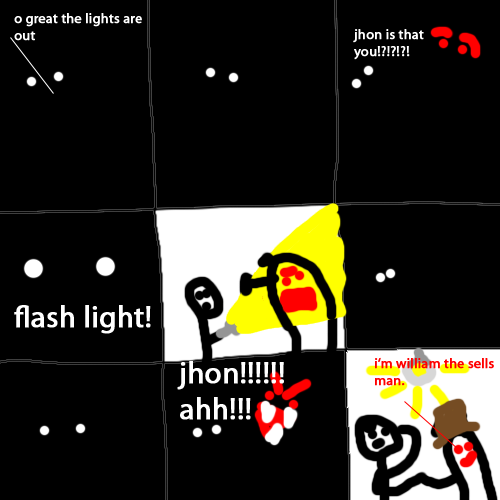 o great the lights are
out
jhon is that
you!?!?!?!
flash light!
jhon!!!!!!
ahh!!!
i'm william the sells
man.